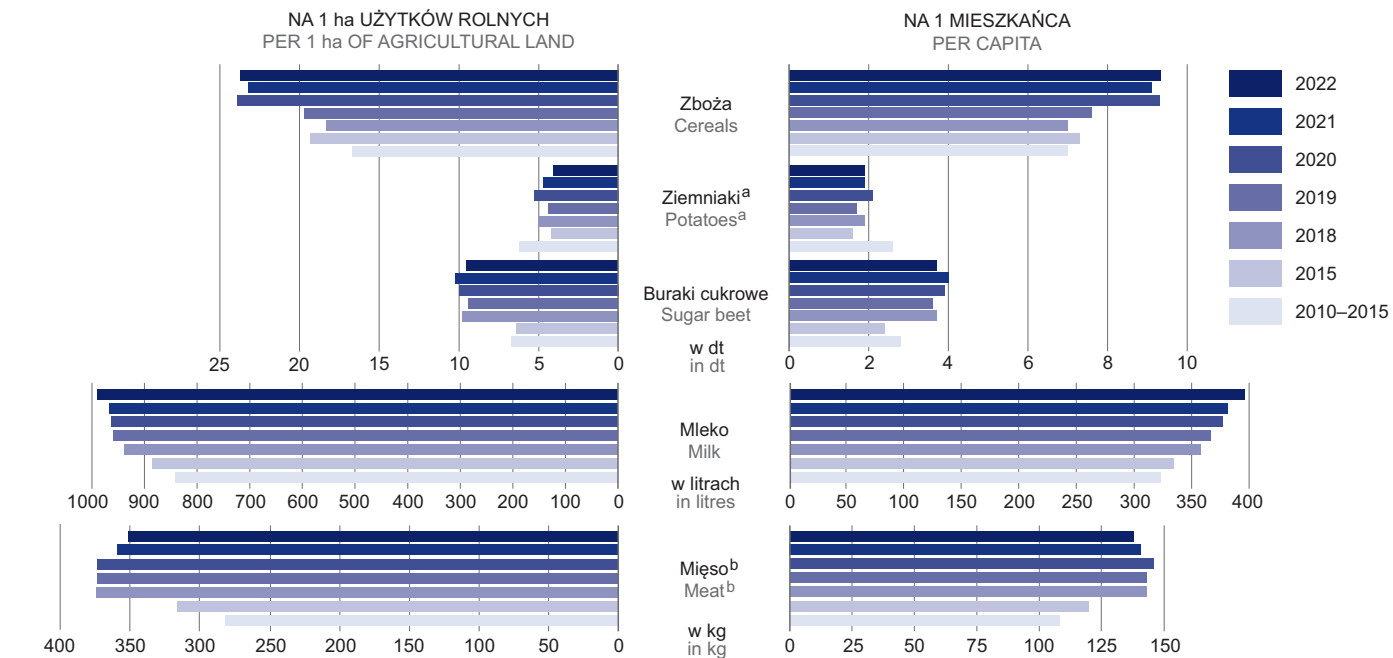 NA 1 ha UŻYTKÓW ROLNYCH
PER 1 ha OF AGRICULTURAL LAND
NA 1 MIESZKAŃCA
PER CAPITA
Zboża
Cereals
Ziemniakiᵃ
Potatoesᵃ
Buraki cukrowe
Sugar beet
w dt
in dt
25 20 15 10 5 0
0 2 4 6 8 10
Mleko
Milk
w litrach
in litres
1000 900 800 700 600 500 400 300 200 100 0
0 50 100 150 200 250 300 350 400
Mięsoᵇ
Meatᵇ
w kg
in kg
400 350 300 250 200 150 100 50 0
0 25 50 75 100 125 150
2022
2021
2020
2019
2018
2015
2010–2015